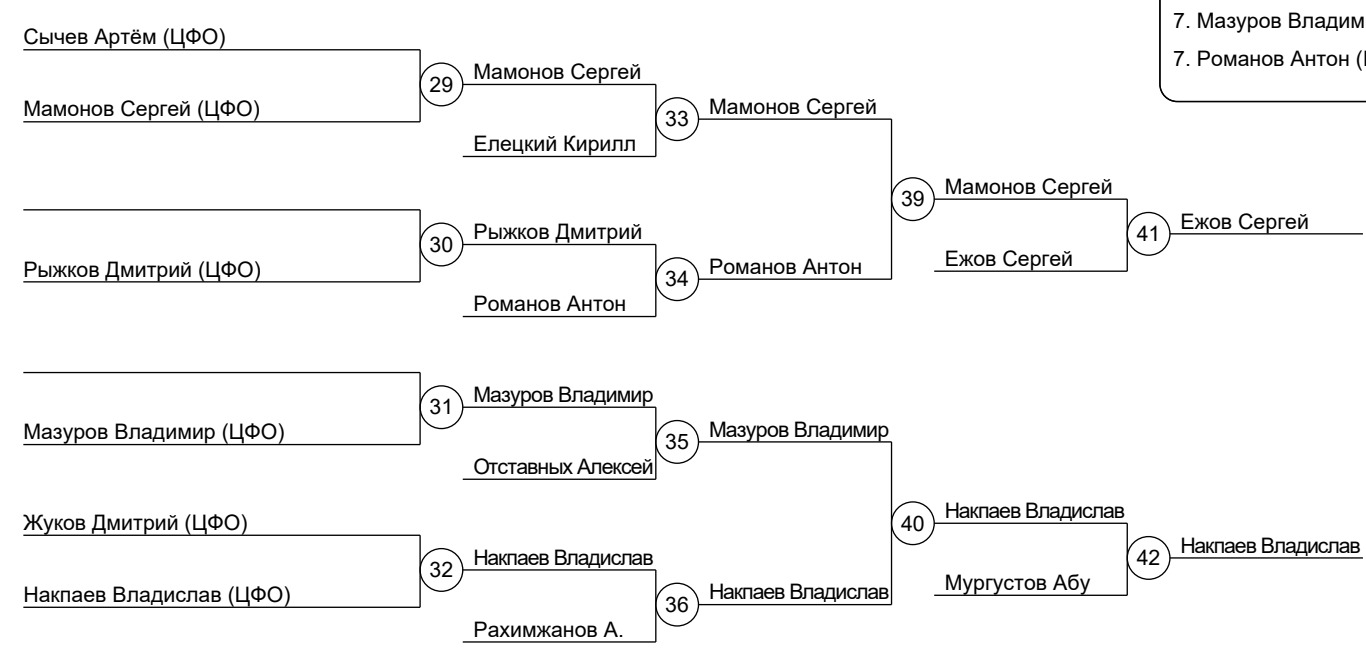 7. Мазуров Владим
7. Романов Антон (
Сычев Артём (ЦФО)
29
Мамонов Сергей
Мамонов Сергей (ЦФО)
33
Мамонов Сергей
Елецкий Кирилл
39
Мамонов Сергей
Рыжков Дмитрий
30
34
Романов Антон
Рыжков Дмитрий (ЦФО)
Романов Антон
41
Ежов Сергей
Ежов Сергей
31
Мазуров Владимир
Мазуров Владимир (ЦФО)
35
Мазуров Владимир
Отставных Алексей
Жуков Дмитрий (ЦФО)
40
Накпаев Владислав
32
Накпаев Владислав
Накпаев Владислав (ЦФО)
36
Накпаев Владислав
Рахимжанов А.
42
Накпаев Владислав
Мургустов Абу